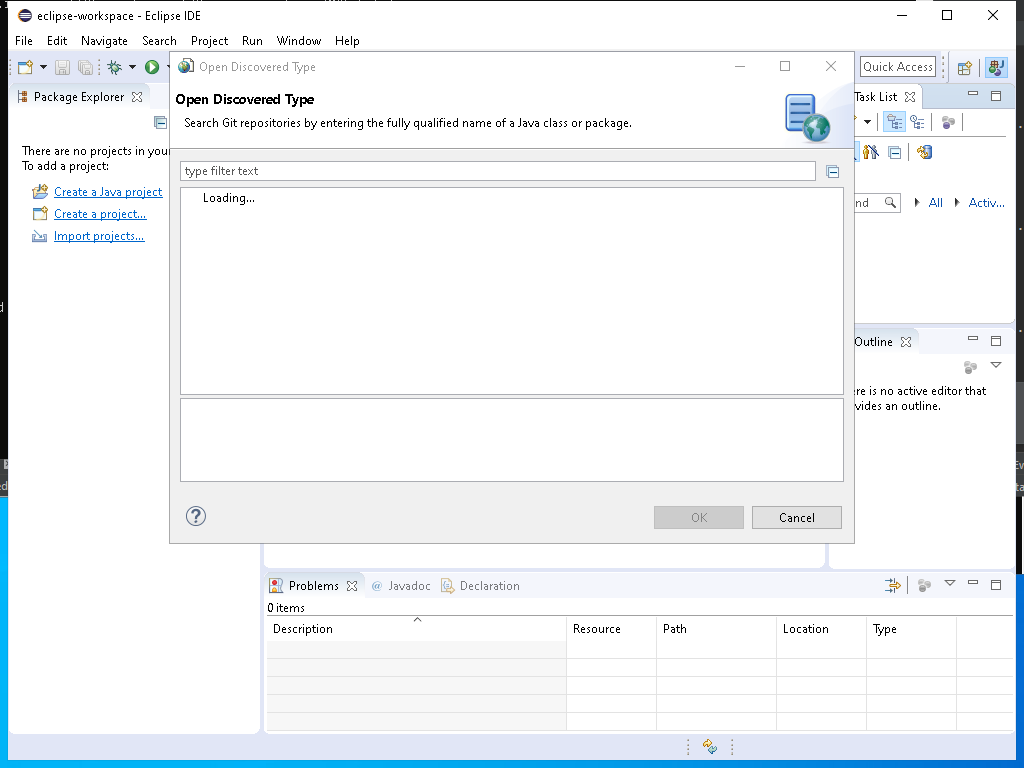 eclipse-workspace - Eclipse IDE
File Edit Navigate Search Project Run Window Help
Quick Access
Package Explorer
There are no projects in your
To add a project:
Create a Java project
Create a project...
Import projects...
Open Discovered Type
Open Discovered Type
Search Git repositories by entering the fully qualified name of a Java class or package.
type filter text
Loading...
OK
Cancel
Task List
All
Activ...
Outline
ere is no active editor that
vides an outline.
Problems
@ Javadoc
Declaration
0 items
Description Resource Path Location Type